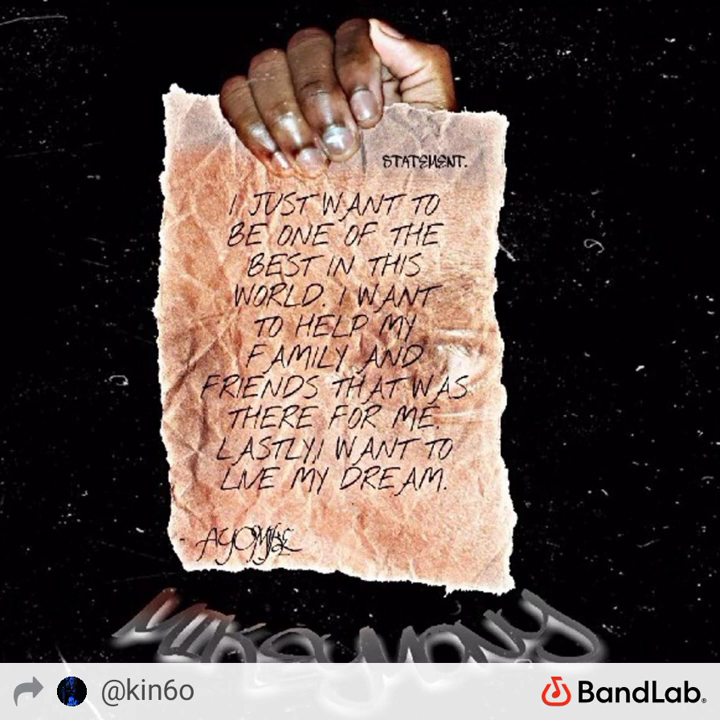 STATEMENT.
I JUST WANT TO
BE ONE OF THE
BEST IN THIS
WORLD. I WANT
TO HELP MY
FAMILY AND
FRIENDS THAT WAS
THERE FOR ME.
LASTLY, I WANT TO
LIVE MY DREAM.
MIKEYMONY
@kin6o
BandLab.